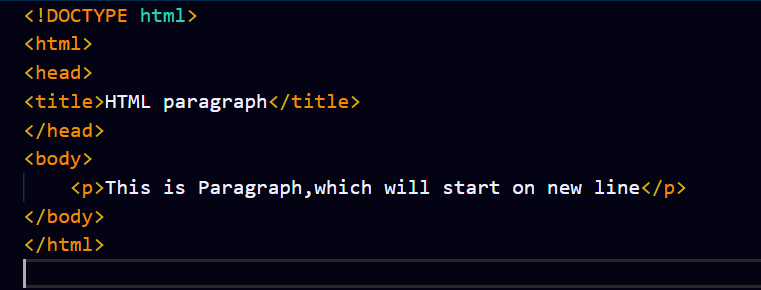 <!DOCTYPE html>
<html>
<head>
<title>HTML paragraph</title>
</head>
<body>
    <p>This is Paragraph,which will start on new line</p>
</body>
</html>